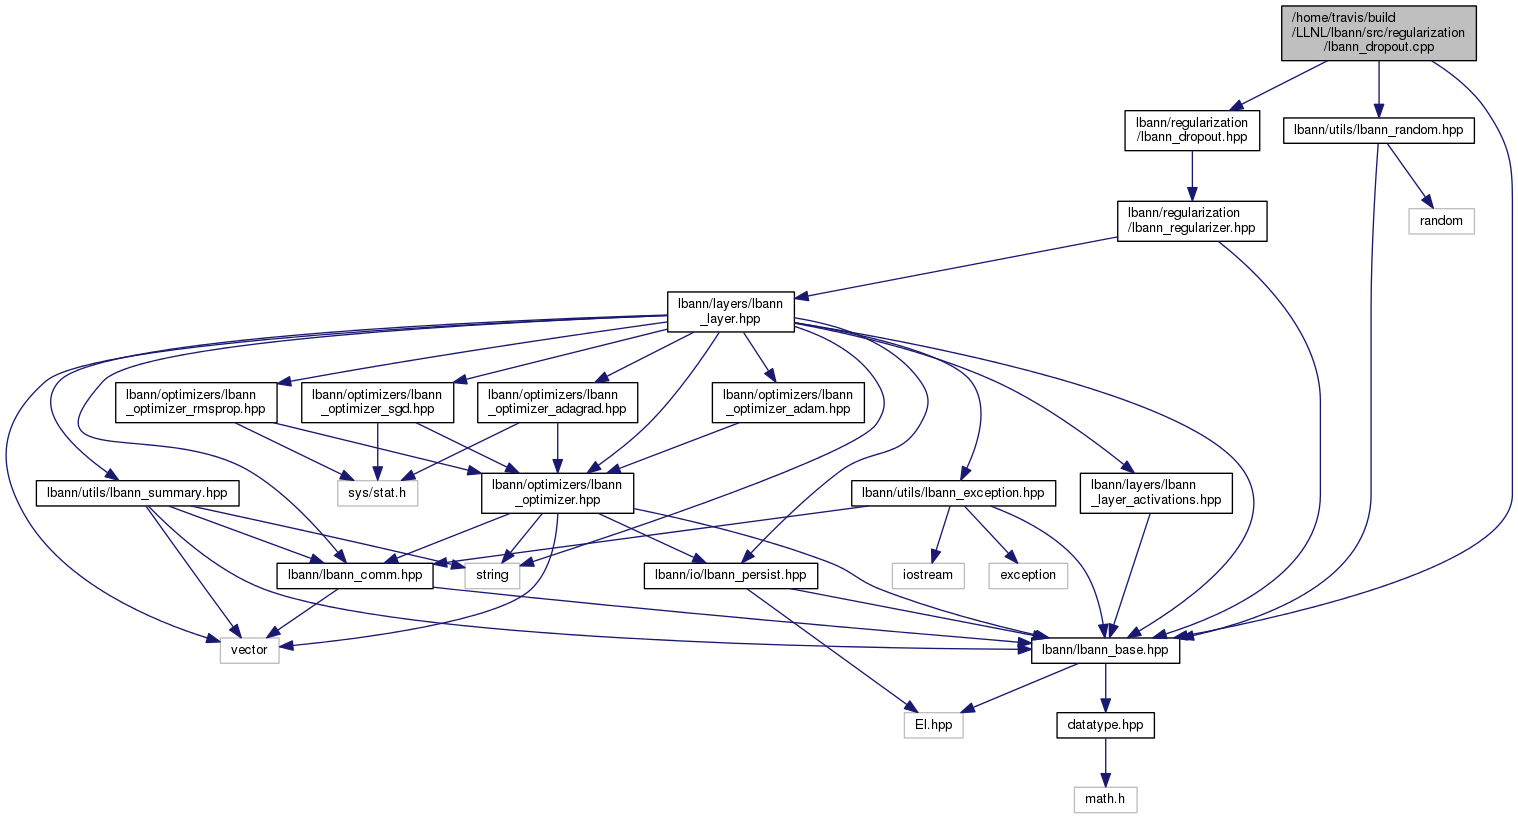 /home/travis/build
/LLNL/lbann/src/regularization
/lbann_dropout.cpp
lbann/regularization
/lbann_dropout.hpp
lbann/utils/lbann_random.hpp
lbann/regularization
/lbann_regularizer.hpp
random
lbann/layers/lbann
_layer.hpp
lbann/optimizers/lbann
_optimizer_rmsprop.hpp
lbann/optimizers/lbann
_optimizer_sgd.hpp
lbann/optimizers/lbann
_optimizer_adagrad.hpp
lbann/optimizers/lbann
_optimizer_adam.hpp
lbann/utils/lbann_summary.hpp
sys/stat.h
lbann/optimizers/lbann
_optimizer.hpp
lbann/utils/lbann_exception.hpp
lbann/layers/lbann
_layer_activations.hpp
lbann/lbann_comm.hpp
string
lbann/io/lbann_persist.hpp
iostream
exception
vector
lbann/lbann_base.hpp
El.hpp
datatype.hpp
math.h